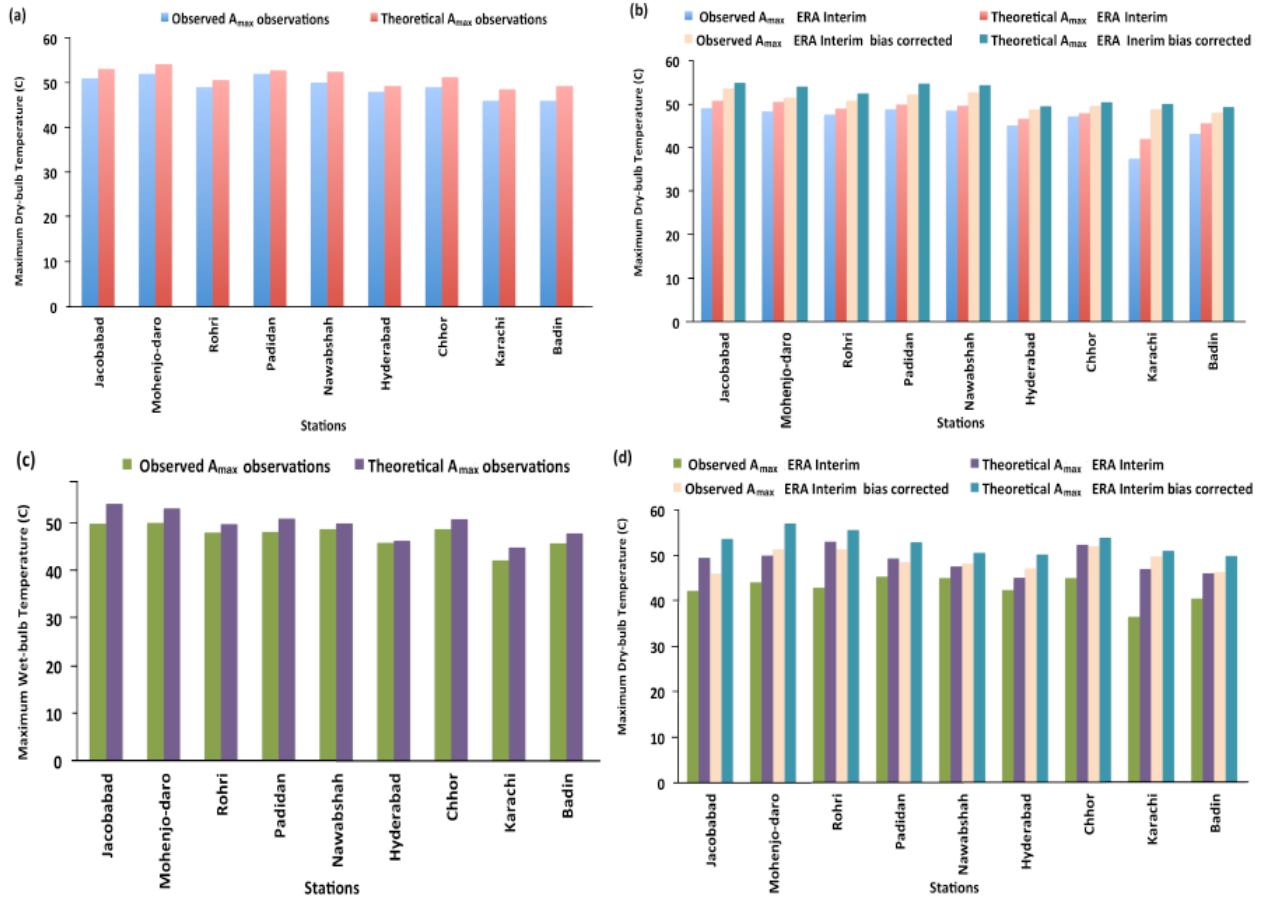 (a)
Observed Amax observations
Theoretical Amax observations
Maximum Dry-bulb Temperature (C)
60
50
40
30
20
10
0
Jacobabad
Mohenjo-daro
Rohri
Padidan
Nawabshah
Hyderabad
Chhor
Karachi
Badin
Stations
(b)
Observed Amax ERA Interim
Theoretical Amax ERA Interim
Observed Amax ERA Interim bias corrected
Theoretical Amax ERA Inerim bias corrected
Maximum Dry-bulb Temperature (C)
60
50
40
30
20
10
0
Jacobabad
Mohenjo-daro
Rohri
Padidan
Nawabshah
Hyderabad
Chhor
Karachi
Badin
Stations
(c)
Observed Amax observations
Theoretical Amax observations
Maximum Wet-bulb Temperature (C)
50
40
30
20
10
0
Jacobabad
Mohenjo-daro
Rohri
Padidan
Nawabshah
Hyderabad
Chhor
Karachi
Badin
Stations
(d)
Observed Amax ERA Interim
Theoretical Amax ERA Interim
Observed Amax ERA Interim bias corrected
Theoretical Amax ERA Interim bias corrected
Maximum Dry-bulb Temperature (C)
60
50
40
30
20
10
0
Jacobabad
Mohenjo-daro
Rohri
Padidan
Nawabshah
Hyderabad
Chhor
Karachi
Badin
Stations